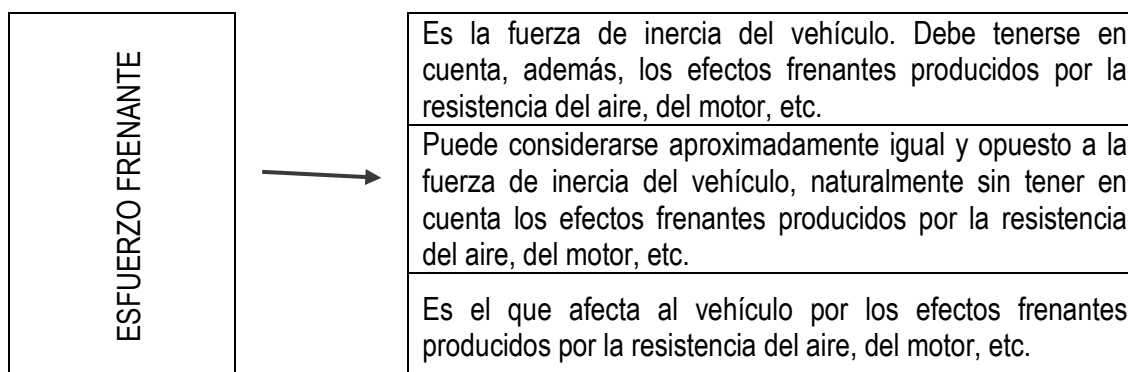 ESFUERZO FRENANTE
Es la fuerza de inercia del vehículo. Debe tenerse en
cuenta, además, los efectos frenantes producidos por la
resistencia del aire, del motor, etc.
Puede considerarse aproximadamente igual y opuesto a la
fuerza de inercia del vehículo, naturalmente sin tener en
cuenta los efectos frenantes producidos por la resistencia
del aire, del motor, etc.
Es el que afecta al vehículo por los efectos frenantes
producidos por la resistencia del aire, del motor, etc.